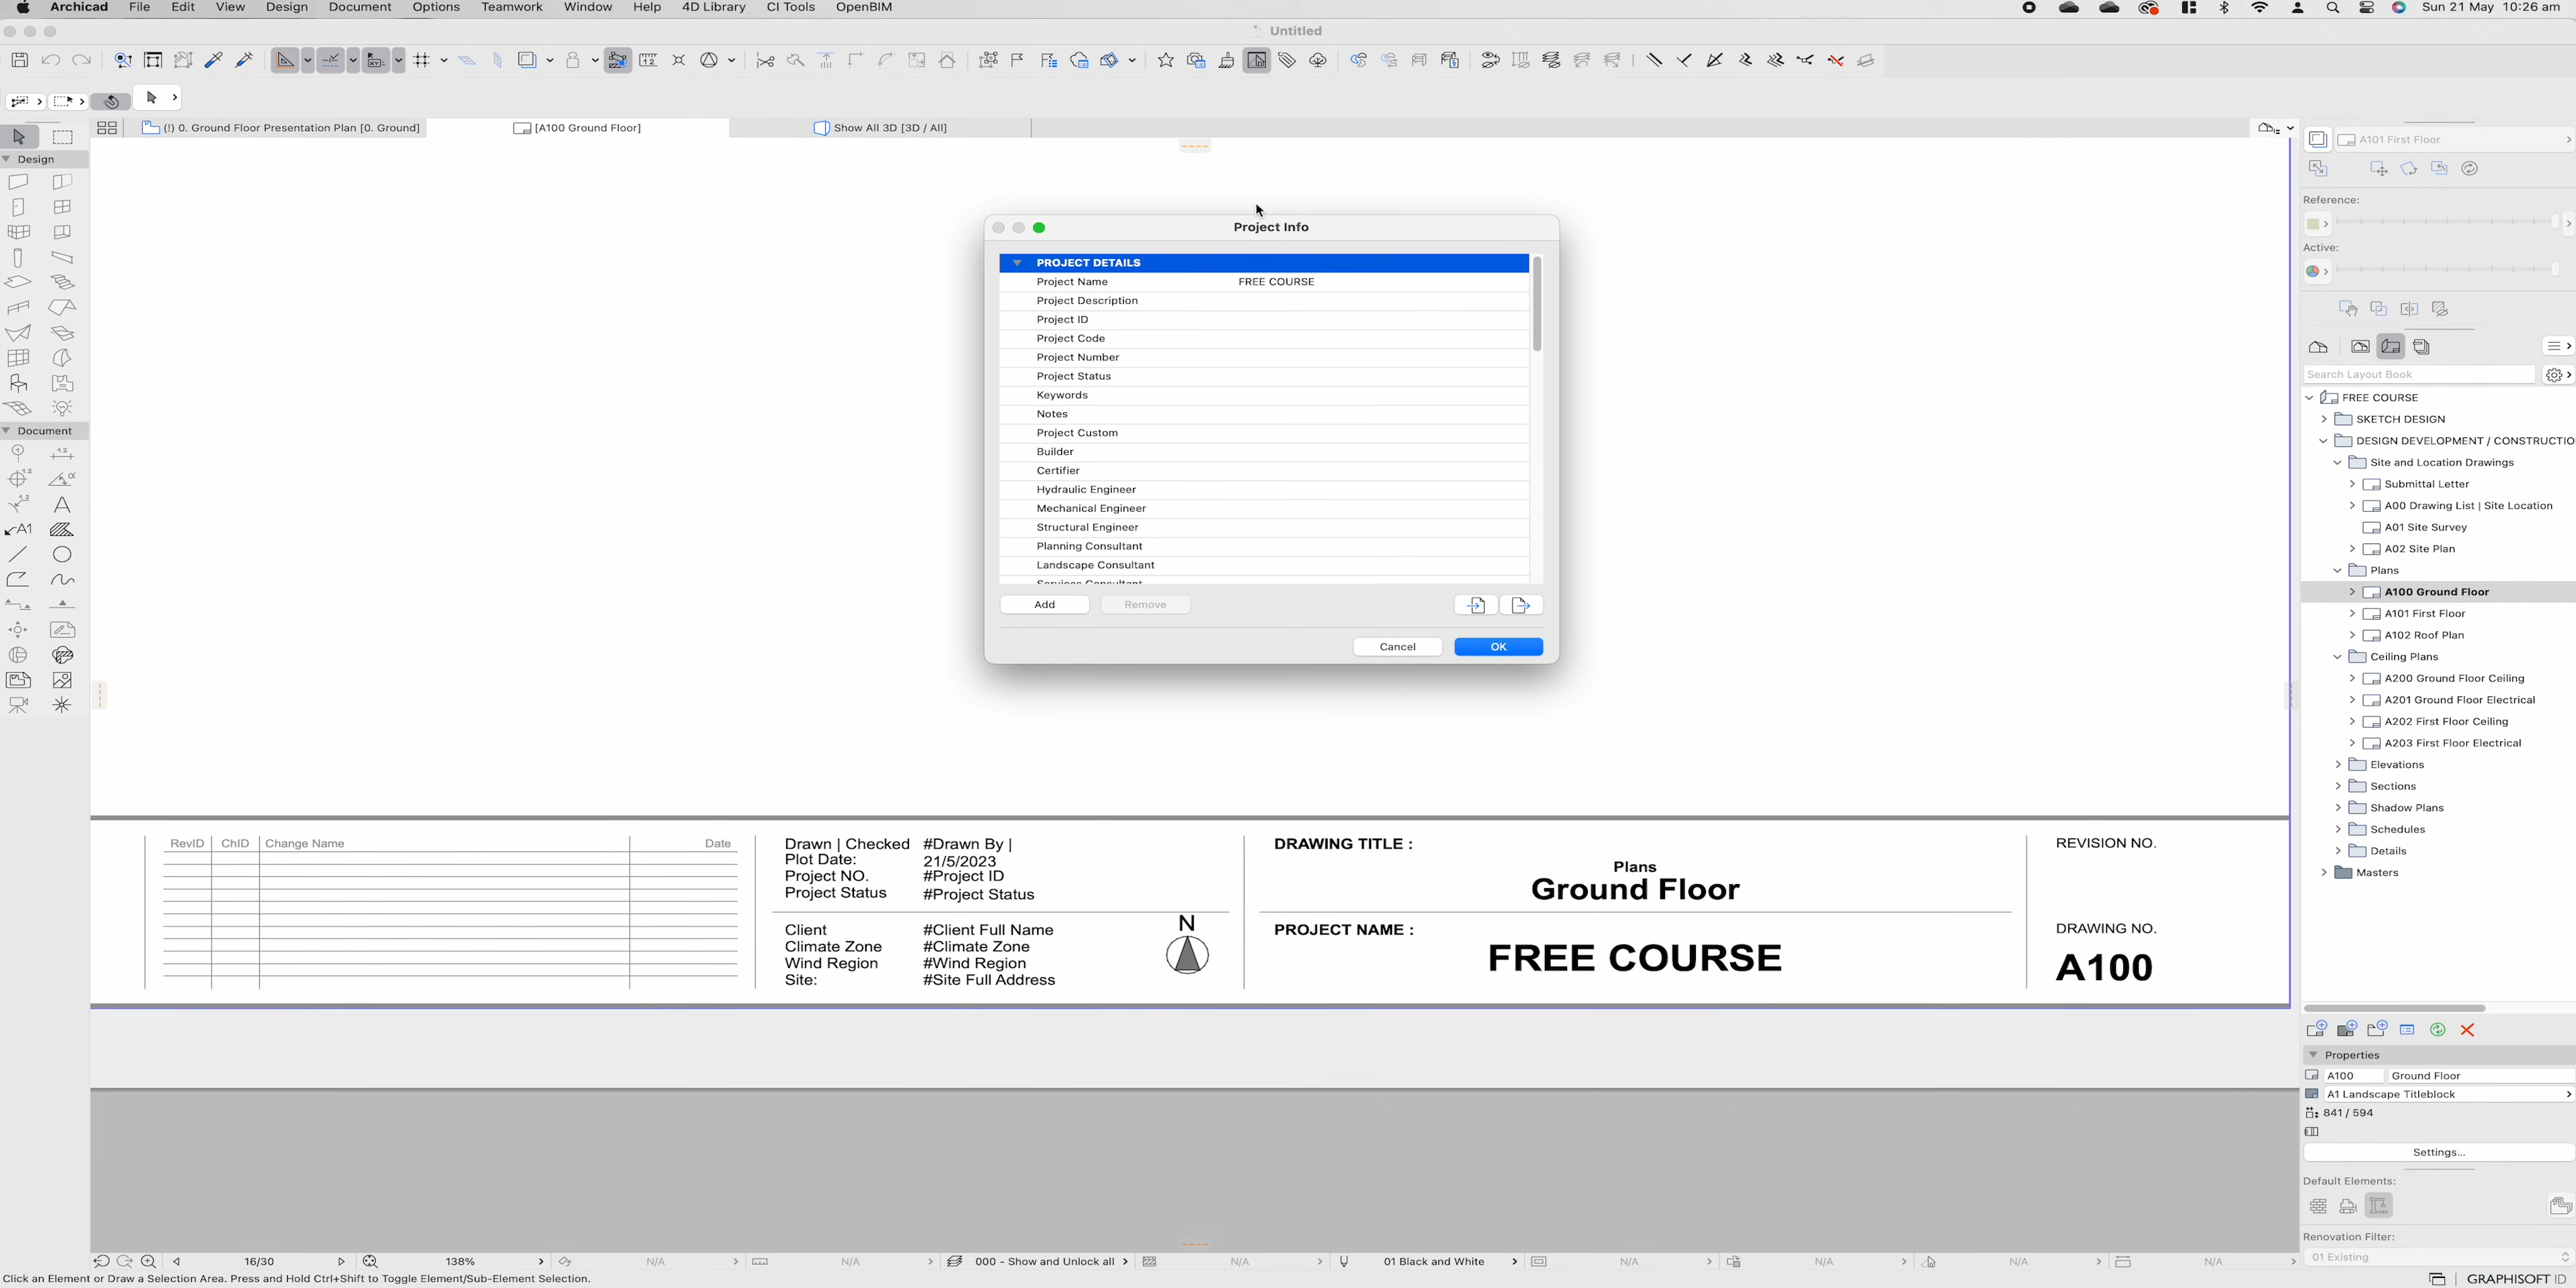 Archicad File Edit View Design Document Options Teamwork Window Help 4D Library CI Tools OpenBIM
Sun 21 May 10:26 am
Untitled
(!) 0. Ground Floor Presentation Plan [0. Ground]
[A100 Ground Floor]
Show All 3D [3D / All]
Design
Document
Project Info
PROJECT DETAILS
Project Name FREE COURSE
Project Description
Project ID
Project Code
Project Number
Project Status
Keywords
Notes
Project Custom
Builder
Certifier
Hydraulic Engineer
Mechanical Engineer
Structural Engineer
Planning Consultant
Landscape Consultant
Services Consultant
Add
Remove
Cancel
OK
RevID ChID Change Name Date
Drawn | Checked #Drawn By |
Plot Date: 21/5/2023
Project NO. #Project ID
Project Status #Project Status
Client #Client Full Name
Climate Zone #Climate Zone
Wind Region #Wind Region
Site: #Site Full Address
N
DRAWING TITLE :
Plans
Ground Floor
PROJECT NAME :
FREE COURSE
REVISION NO.
DRAWING NO.
A100
A101 First Floor
Reference:
Active:
Search Layout Book
FREE COURSE
SKETCH DESIGN
DESIGN DEVELOPMENT / CONSTRUCTIO
Site and Location Drawings
Submittal Letter
A00 Drawing List | Site Location
A01 Site Survey
A02 Site Plan
Plans
A100 Ground Floor
A101 First Floor
A102 Roof Plan
Ceiling Plans
A200 Ground Floor Ceiling
A201 Ground Floor Electrical
A202 First Floor Ceiling
A203 First Floor Electrical
Elevations
Sections
Shadow Plans
Schedules
Details
Masters
Properties
A100 Ground Floor
A1 Landscape Titleblock
841 / 594
Settings...
Default Elements:
Renovation Filter:
01 Existing
16/30 138% N/A N/A 000 - Show and Unlock all N/A 01 Black and White N/A N/A N/A N/A
Click an Element or Draw a Selection Area. Press and Hold Ctrl+Shift to Toggle Element/Sub-Element Selection.
GRAPHISOFT ID